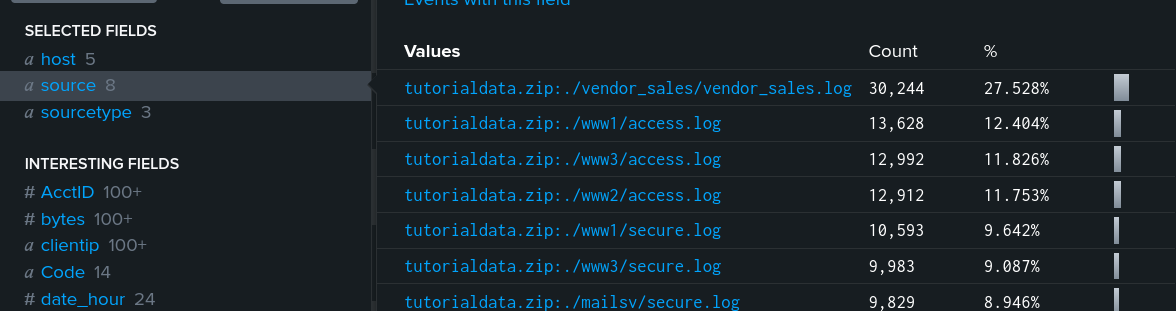 Events with this field
SELECTED FIELDS
a host 5
a source 8
a sourcetype 3
INTERESTING FIELDS
# AcctID 100+
# bytes 100+
a clientip 100+
a Code 14
# date_hour 24
Values Count %
tutorialdata.zip:./vendor_sales/vendor_sales.log 30,244 27.528%
tutorialdata.zip:./www1/access.log 13,628 12.404%
tutorialdata.zip:./www3/access.log 12,992 11.826%
tutorialdata.zip:./www2/access.log 12,912 11.753%
tutorialdata.zip:./www1/secure.log 10,593 9.642%
tutorialdata.zip:./www3/secure.log 9,983 9.087%
tutorialdata.zip:./mailsv/secure.log 9,829 8.946%